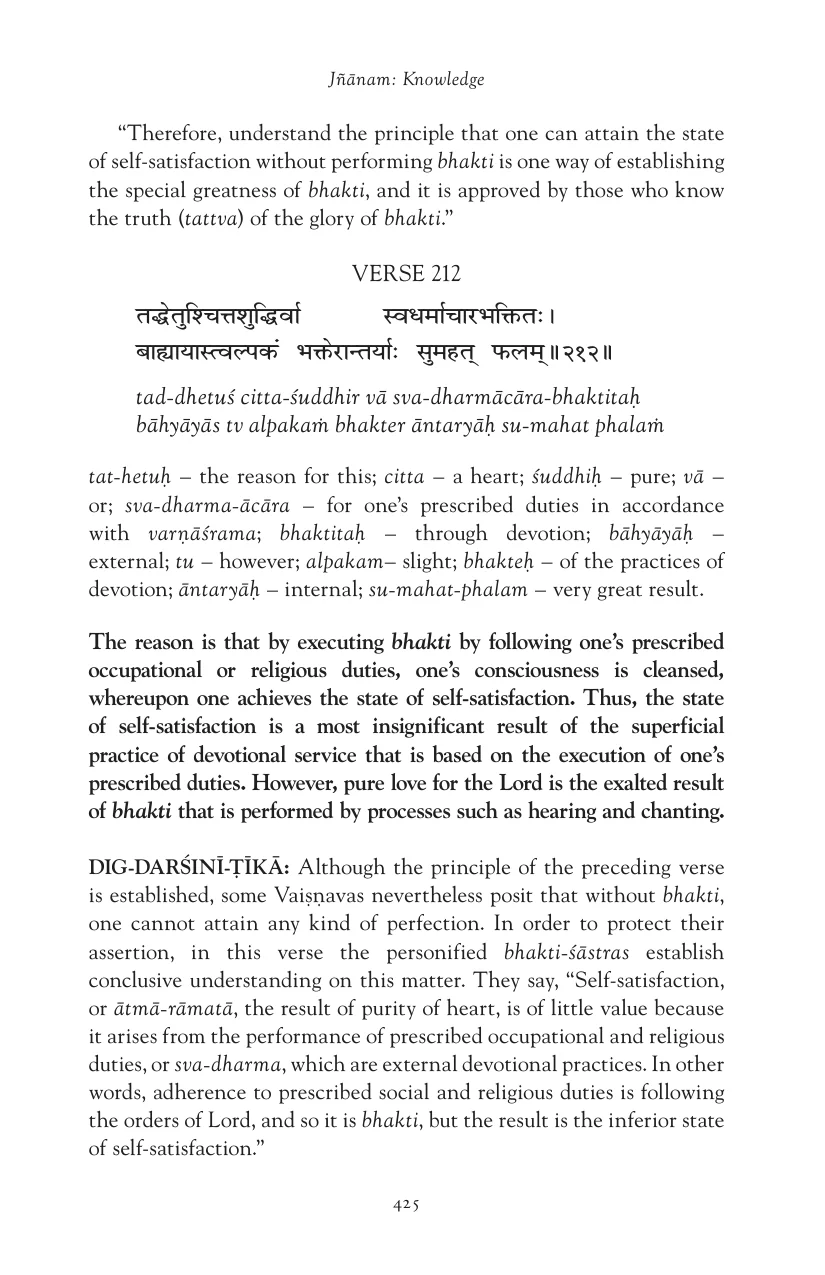 Jñānam: Knowledge
“Therefore, understand the principle that one can attain the state
of self-satisfaction without performing bhakti is one way of establishing
the special greatness of bhakti, and it is approved by those who know
the truth (tattva) of the glory of bhakti.”
VERSE 212
तद्धेतुश्चित्तशुद्धिर्वा स्वधर्माचारभक्तितः।
बाह्यायास्त्वल्पकं भक्तेरान्तर्याः सुमहत् फलम्॥२१२॥
tad-dhetuś citta-śuddhir vā sva-dharmācāra-bhaktitaḥ
bāhyāyās tv alpakaṁ bhakter āntaryāḥ su-mahat phalaṁ
tat-hetuḥ – the reason for this; citta – a heart; śuddhiḥ – pure; vā –
or; sva-dharma-ācāra – for one’s prescribed duties in accordance
with varṇāśrama; bhaktitaḥ – through devotion; bāhyāyāḥ –
external; tu – however; alpakam– slight; bhakteḥ – of the practices of
devotion; āntaryāḥ – internal; su-mahat-phalam – very great result.
The reason is that by executing bhakti by following one’s prescribed
occupational or religious duties, one’s consciousness is cleansed,
whereupon one achieves the state of self-satisfaction. Thus, the state
of self-satisfaction is a most insignificant result of the superficial
practice of devotional service that is based on the execution of one’s
prescribed duties. However, pure love for the Lord is the exalted result
of bhakti that is performed by processes such as hearing and chanting.
DIG-DARŚINĪ-ṬĪKĀ: Although the principle of the preceding verse
is established, some Vaiṣṇavas nevertheless posit that without bhakti,
one cannot attain any kind of perfection. In order to protect their
assertion, in this verse the personified bhakti-śāstras establish
conclusive understanding on this matter. They say, “Self-satisfaction,
or ātmā-rāmatā, the result of purity of heart, is of little value because
it arises from the performance of prescribed occupational and religious
duties, or sva-dharma, which are external devotional practices. In other
words, adherence to prescribed social and religious duties is following
the orders of Lord, and so it is bhakti, but the result is the inferior state
of self-satisfaction.”
425